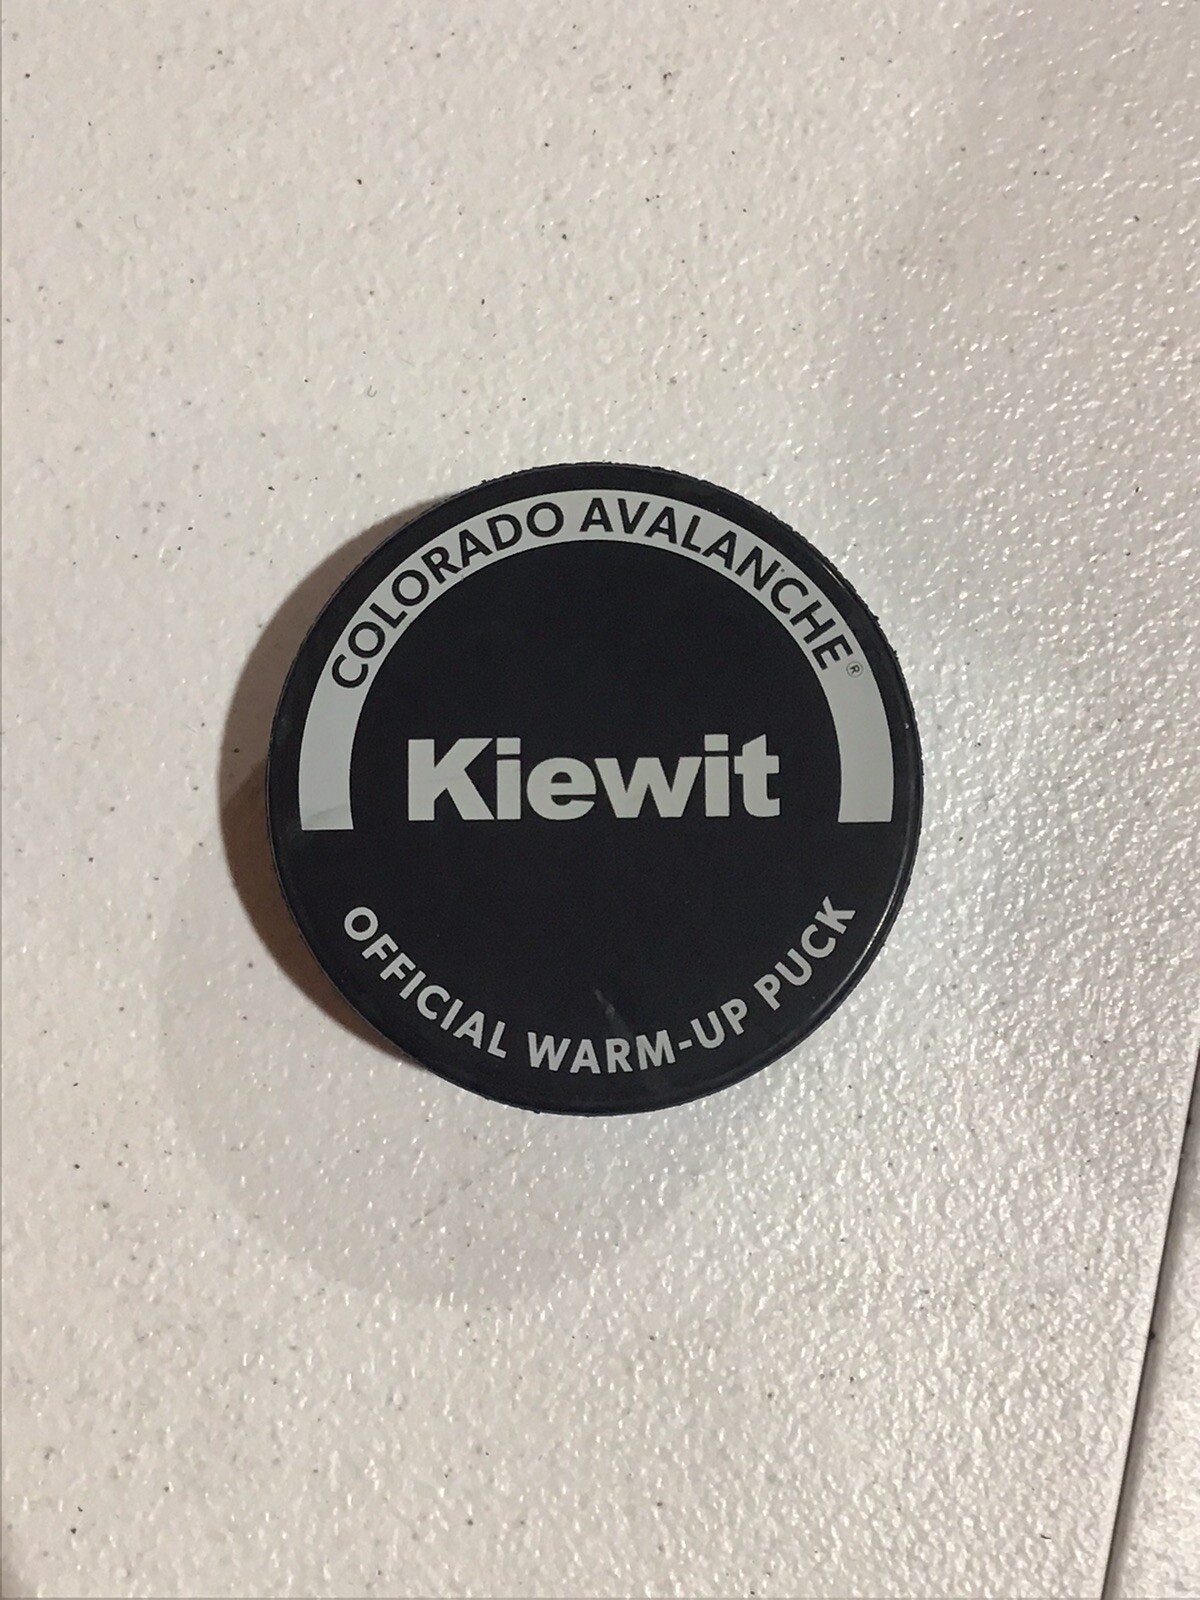 COLORADO AVALANCHE®
Kiewit
OFFICIAL WARM-UP PUCK